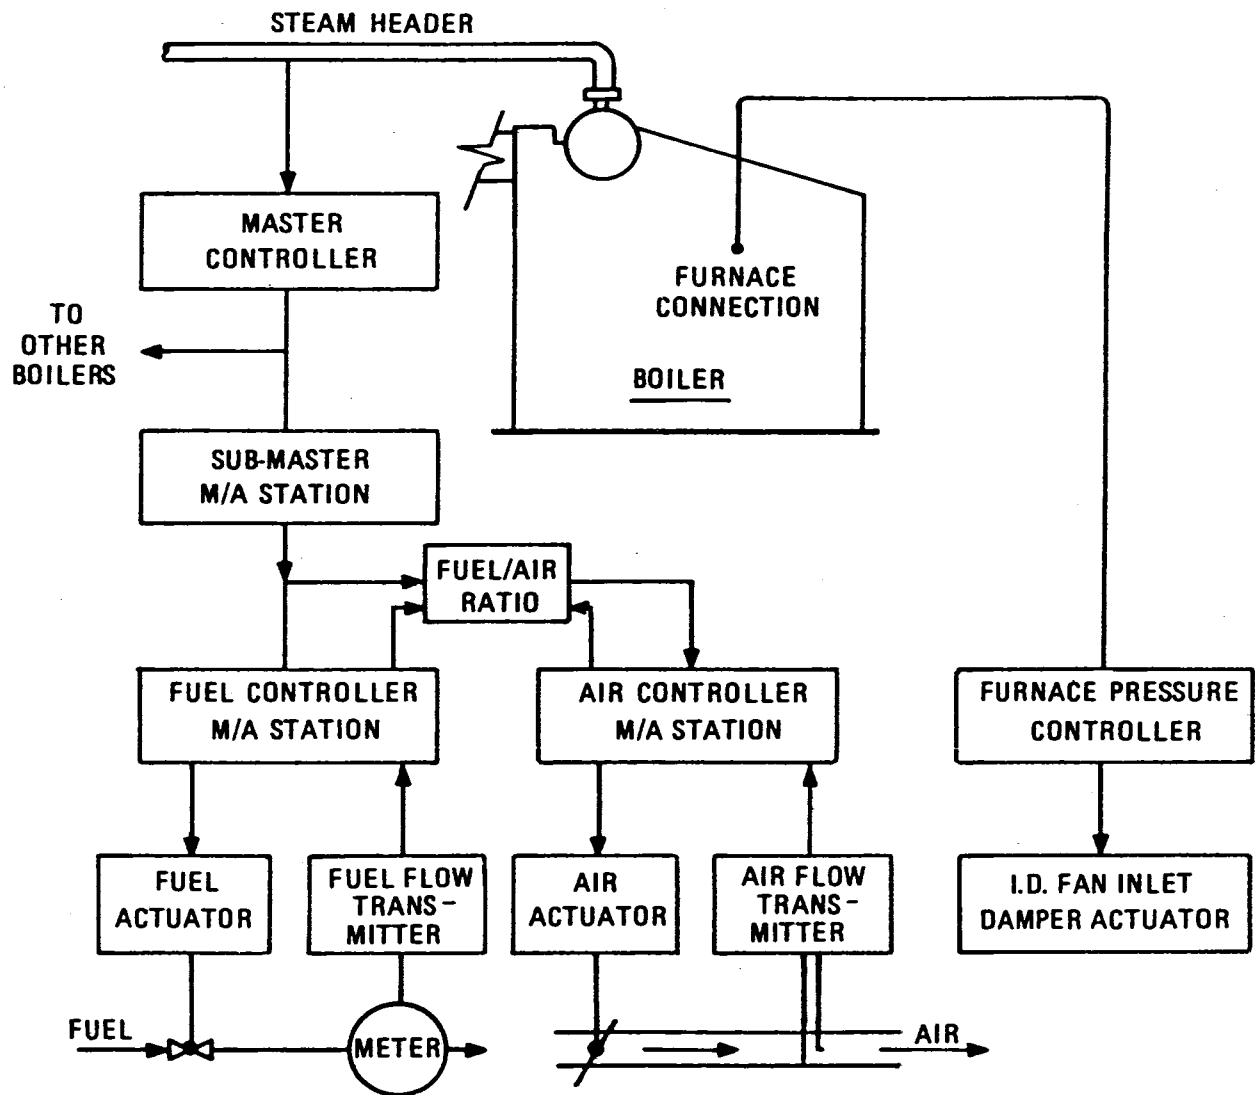 STEAM HEADER
MASTER
CONTROLLER
TO
OTHER
BOILERS
FURNACE
CONNECTION
BOILER
SUB-MASTER
M/A STATION
FUEL/AIR
RATIO
FUEL CONTROLLER
M/A STATION
AIR CONTROLLER
M/A STATION
FURNACE PRESSURE
CONTROLLER
FUEL
ACTUATOR
FUEL FLOW
TRANS-
MITTER
AIR
ACTUATOR
AIR FLOW
TRANS-
MITTER
I.D. FAN INLET
DAMPER ACTUATOR
FUEL
METER
AIR